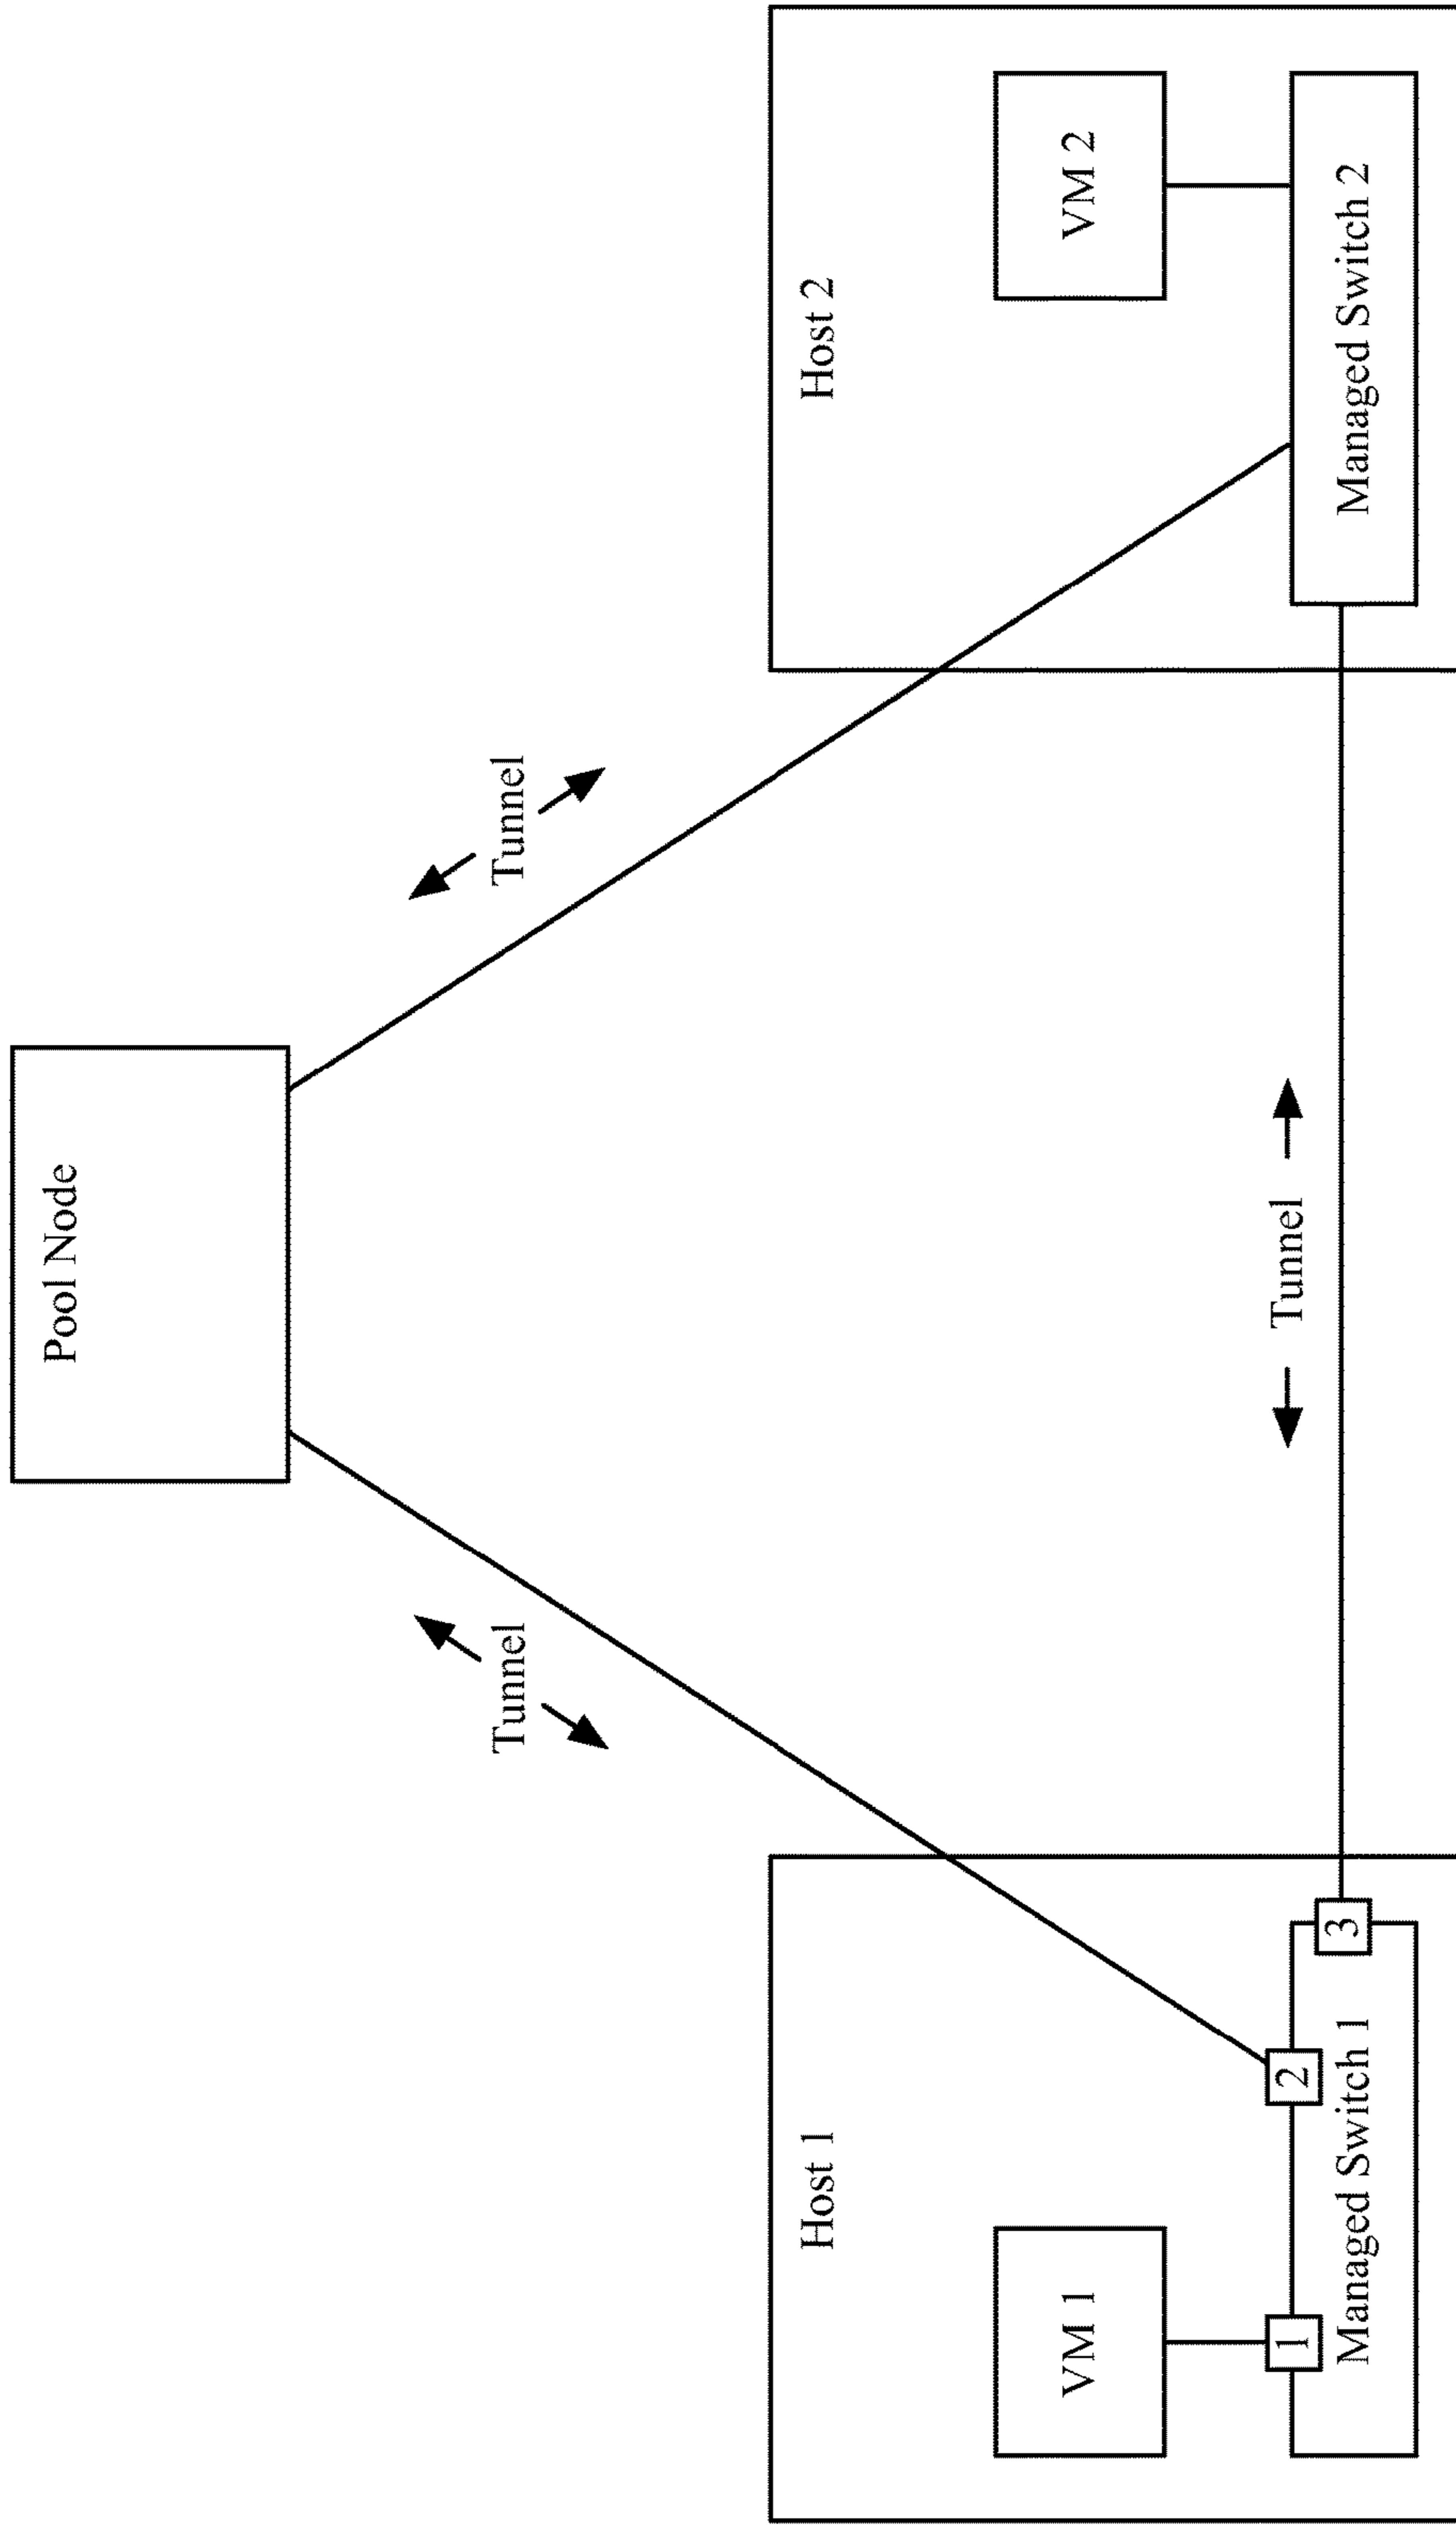 Pool Node
Tunnel
Tunnel
Host 1
Host 2
VM 1
VM 2
1
2
3
Tunnel
Managed Switch 1
Managed Switch 2